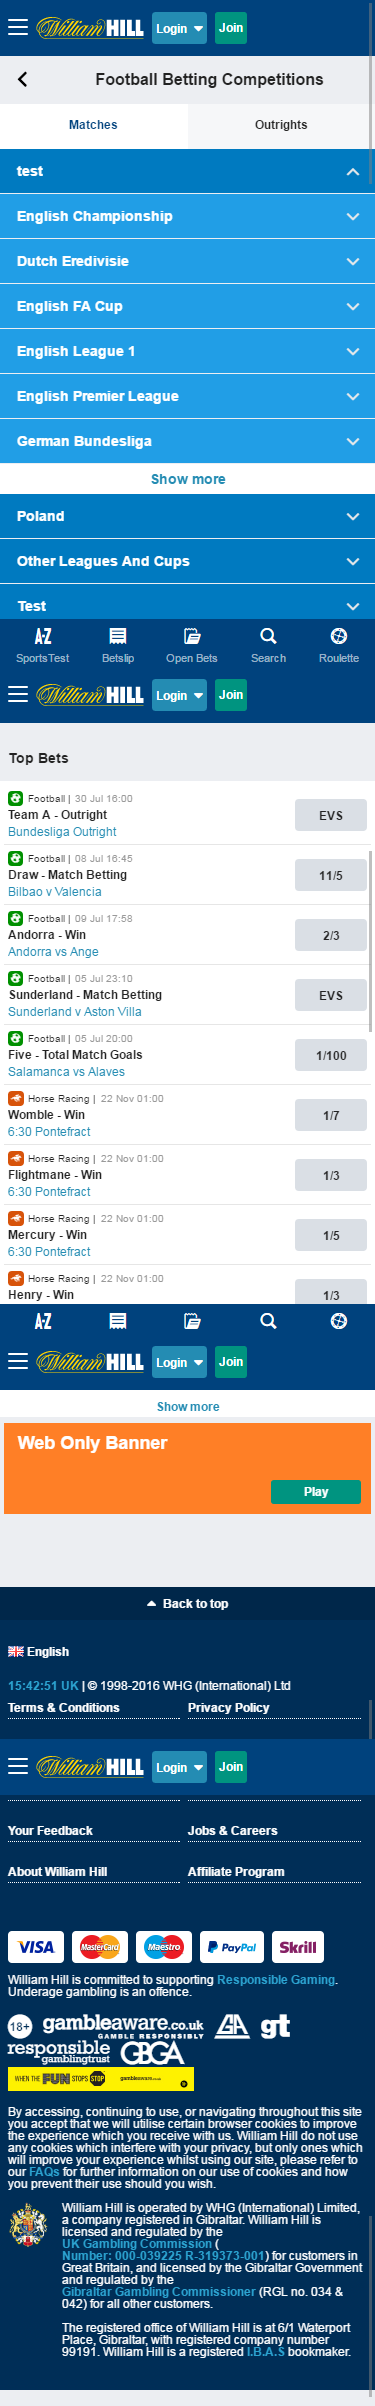 William HILL Login Join
Football Betting Competitions
Matches Outrights
test
English Championship
Dutch Eredivisie
English FA Cup
English League 1
English Premier League
German Bundesliga
Show more
Poland
Other Leagues And Cups
Test
A-Z
SportsTest Betslip Open Bets Search Roulette
William HILL Login Join
Top Bets
Football | 30 Jul 16:00
Team A - Outright EVS
Bundesliga Outright
Football | 08 Jul 16:45
Draw - Match Betting 11/5
Bilbao v Valencia
Football | 09 Jul 17:58
Andorra - Win 2/3
Andorra vs Ange
Football | 05 Jul 23:10
Sunderland - Match Betting EVS
Sunderland v Aston Villa
Football | 05 Jul 20:00
Five - Total Match Goals 1/100
Salamanca vs Alaves
Horse Racing | 22 Nov 01:00
Womble - Win 1/7
6:30 Pontefract
Horse Racing | 22 Nov 01:00
Flightmane - Win 1/3
6:30 Pontefract
Horse Racing | 22 Nov 01:00
Mercury - Win 1/5
6:30 Pontefract
Horse Racing | 22 Nov 01:00
Henry - Win 1/3
A-Z
William HILL Login Join
Show more
Web Only Banner
Play
Back to top
English
15:42:51 UK | © 1998-2016 WHG (International) Ltd
Terms & Conditions Privacy Policy
William HILL Login Join
Your Feedback Jobs & Careers
About William Hill Affiliate Program
VISA MasterCard Maestro PayPal Skrill
William Hill is committed to supporting Responsible Gaming.
Underage gambling is an offence.
18+ gambleaware.co.uk
GAMBLE RESPONSIBLY
gt
responsible
gamblingtrust GBGA
WHEN THE FUN STOPS STOP gambleaware.co.uk
By accessing, continuing to use, or navigating throughout this site
you accept that we will utilise certain browser cookies to improve
the experience which you receive with us. William Hill do not use
any cookies which interfere with your privacy, but only ones which
will improve your experience whilst using our site, please refer to
our FAQs for further information on our use of cookies and how
you prevent their use should you wish.
William Hill is operated by WHG (International) Limited,
a company registered in Gibraltar. William Hill is
licensed and regulated by the
UK Gambling Commission (
Number: 000-039225 R-319373-001) for customers in
Great Britain, and licensed by the Gibraltar Government
and regulated by the
Gibraltar Gambling Commissioner (RGL no. 034 &
042) for all other customers.
The registered office of William Hill is at 6/1 Waterport
Place, Gibraltar, with registered company number
99191. William Hill is a registered I.B.A.S bookmaker.